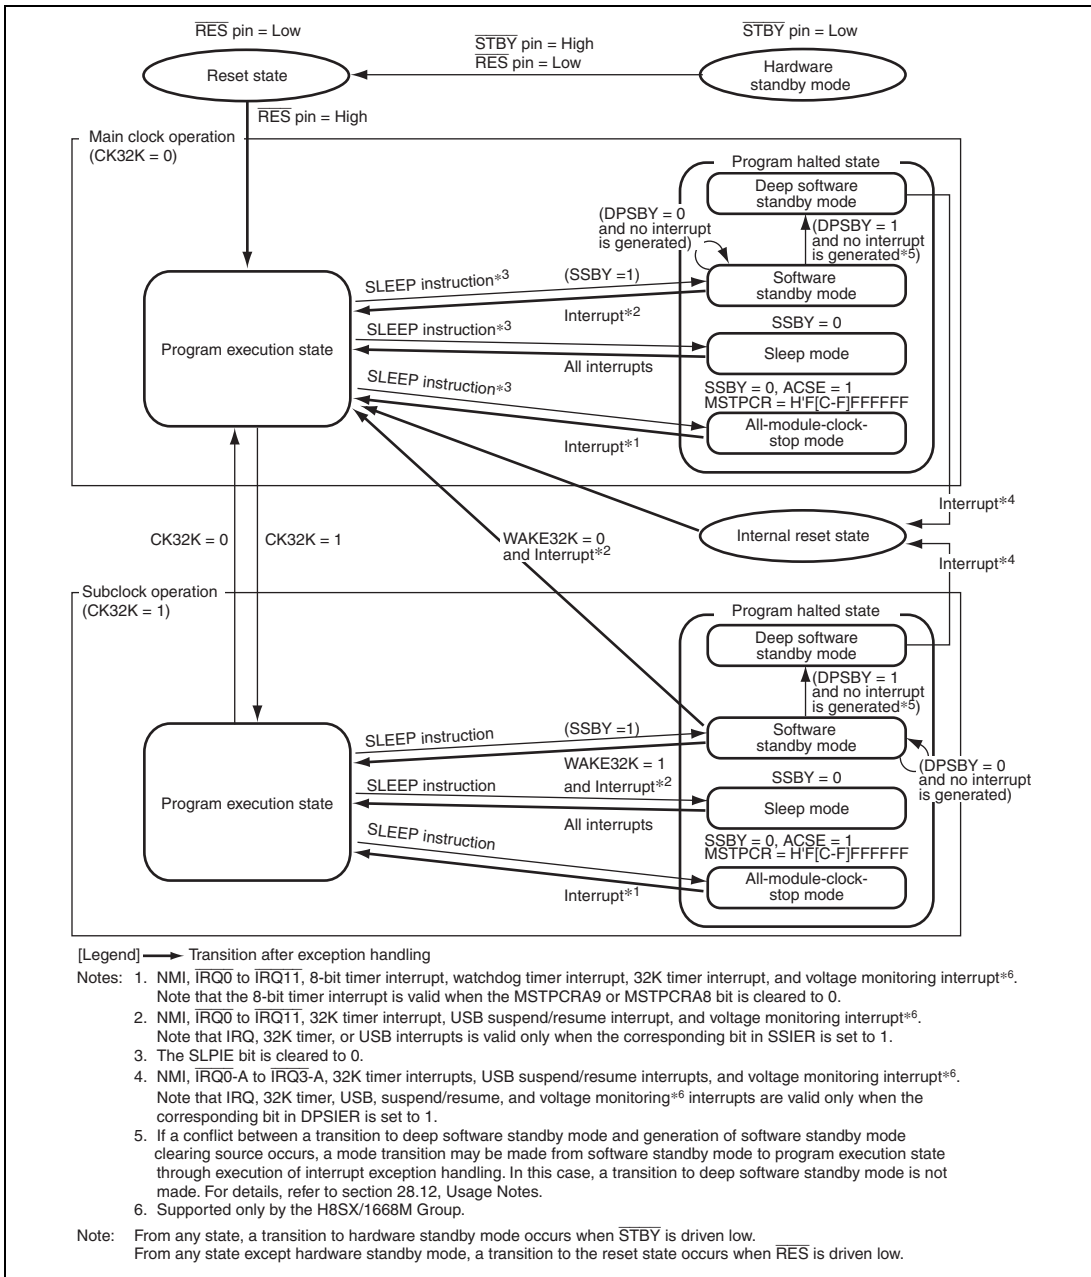 RES pin = Low
STBY pin = High
RES pin = Low
STBY pin = Low
Reset state
Hardware
standby mode
RES pin = High
Main clock operation
(CK32K = 0)
Program halted state
Deep software
standby mode
(DPSBY = 0
and no interrupt
is generated)
(DPSBY = 1
and no interrupt
is generated*5)
SLEEP instruction*3
(SSBY =1)
Software
standby mode
Interrupt*2
SLEEP instruction*3
SSBY = 0
Program execution state
Sleep mode
All interrupts
SLEEP instruction*3
SSBY = 0, ACSE = 1
MSTPCR = H'F[C-F]FFFFFF
All-module-clock-
stop mode
Interrupt*1
Interrupt*4
CK32K = 0
CK32K = 1
WAKE32K = 0
and Interrupt*2
Internal reset state
Interrupt*4
Subclock operation
(CK32K = 1)
Program halted state
Deep software
standby mode
(DPSBY = 1
and no interrupt
is generated*5)
SLEEP instruction
(SSBY =1)
Software
standby mode
WAKE32K = 1
and Interrupt*2
(DPSBY = 0
and no interrupt
is generated)
SLEEP instruction
SSBY = 0
Program execution state
Sleep mode
All interrupts
SLEEP instruction
SSBY = 0, ACSE = 1
MSTPCR = H'F[C-F]FFFFFF
All-module-clock-
stop mode
Interrupt*1
[Legend] Transition after exception handling
Notes: 1. NMI, IRQ0 to IRQ11, 8-bit timer interrupt, watchdog timer interrupt, 32K timer interrupt, and voltage monitoring interrupt*6.
Note that the 8-bit timer interrupt is valid when the MSTPCRA9 or MSTPCRA8 bit is cleared to 0.
2. NMI, IRQ0 to IRQ11, 32K timer interrupt, USB suspend/resume interrupt, and voltage monitoring interrupt*6.
Note that IRQ, 32K timer, or USB interrupts is valid only when the corresponding bit in SSIER is set to 1.
3. The SLPIE bit is cleared to 0.
4. NMI, IRQ0-A to IRQ3-A, 32K timer interrupts, USB suspend/resume interrupts, and voltage monitoring interrupt*6.
Note that IRQ, 32K timer, USB, suspend/resume, and voltage monitoring*6 interrupts are valid only when the
corresponding bit in DPSIER is set to 1.
5. If a conflict between a transition to deep software standby mode and generation of software standby mode
clearing source occurs, a mode transition may be made from software standby mode to program execution state
through execution of interrupt exception handling. In this case, a transition to deep software standby mode is not
made. For details, refer to section 28.12, Usage Notes.
6. Supported only by the H8SX/1668M Group.
Note: From any state, a transition to hardware standby mode occurs when STBY is driven low.
From any state except hardware standby mode, a transition to the reset state occurs when RES is driven low.